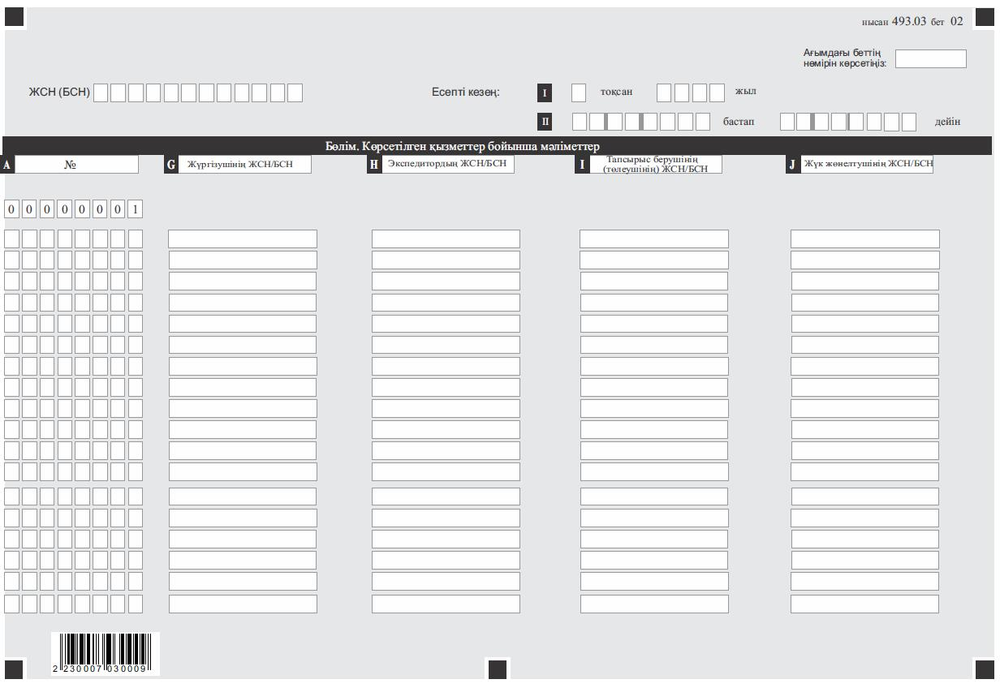 нысан 493.03 бет 02
Ағымдағы беттің
нөмірін көрсетіңіз:
ЖСН (БСН)
Есепті кезең:
I
тоқсан
жыл
II
бастап
дейін
Бөлім. Көрсетілген қызметтер бойынша мәліметтер
A
№
G
Жүргізушінің ЖСН/БСН
H
Экспедитордың ЖСН/БСН
I
Тапсырыс берушінің
(төлеушінің) ЖСН/БСН
J
Жүк жөнелтушінің ЖСН/БСН
0 0 0 0 0 0 0 1
2 230007 030009